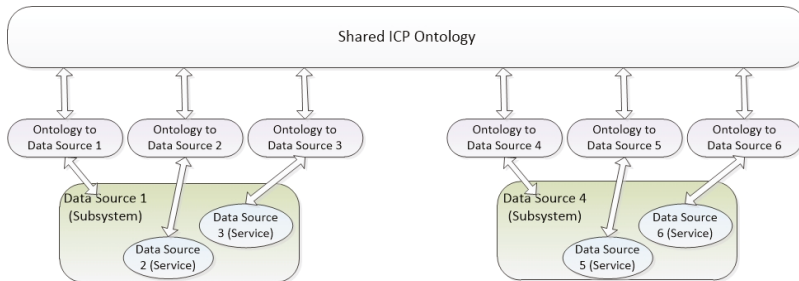 Shared ICP Ontology
Ontology to
Data Source 1
Ontology to
Data Source 2
Ontology to
Data Source 3
Ontology to
Data Source 4
Ontology to
Data Source 5
Ontology to
Data Source 6
Data Source 1
(Subsystem)
Data Source
3 (Service)
Data Source
2 (Service)
Data Source 4
(Subsystem)
Data Source
6 (Service)
Data Source
5 (Service)